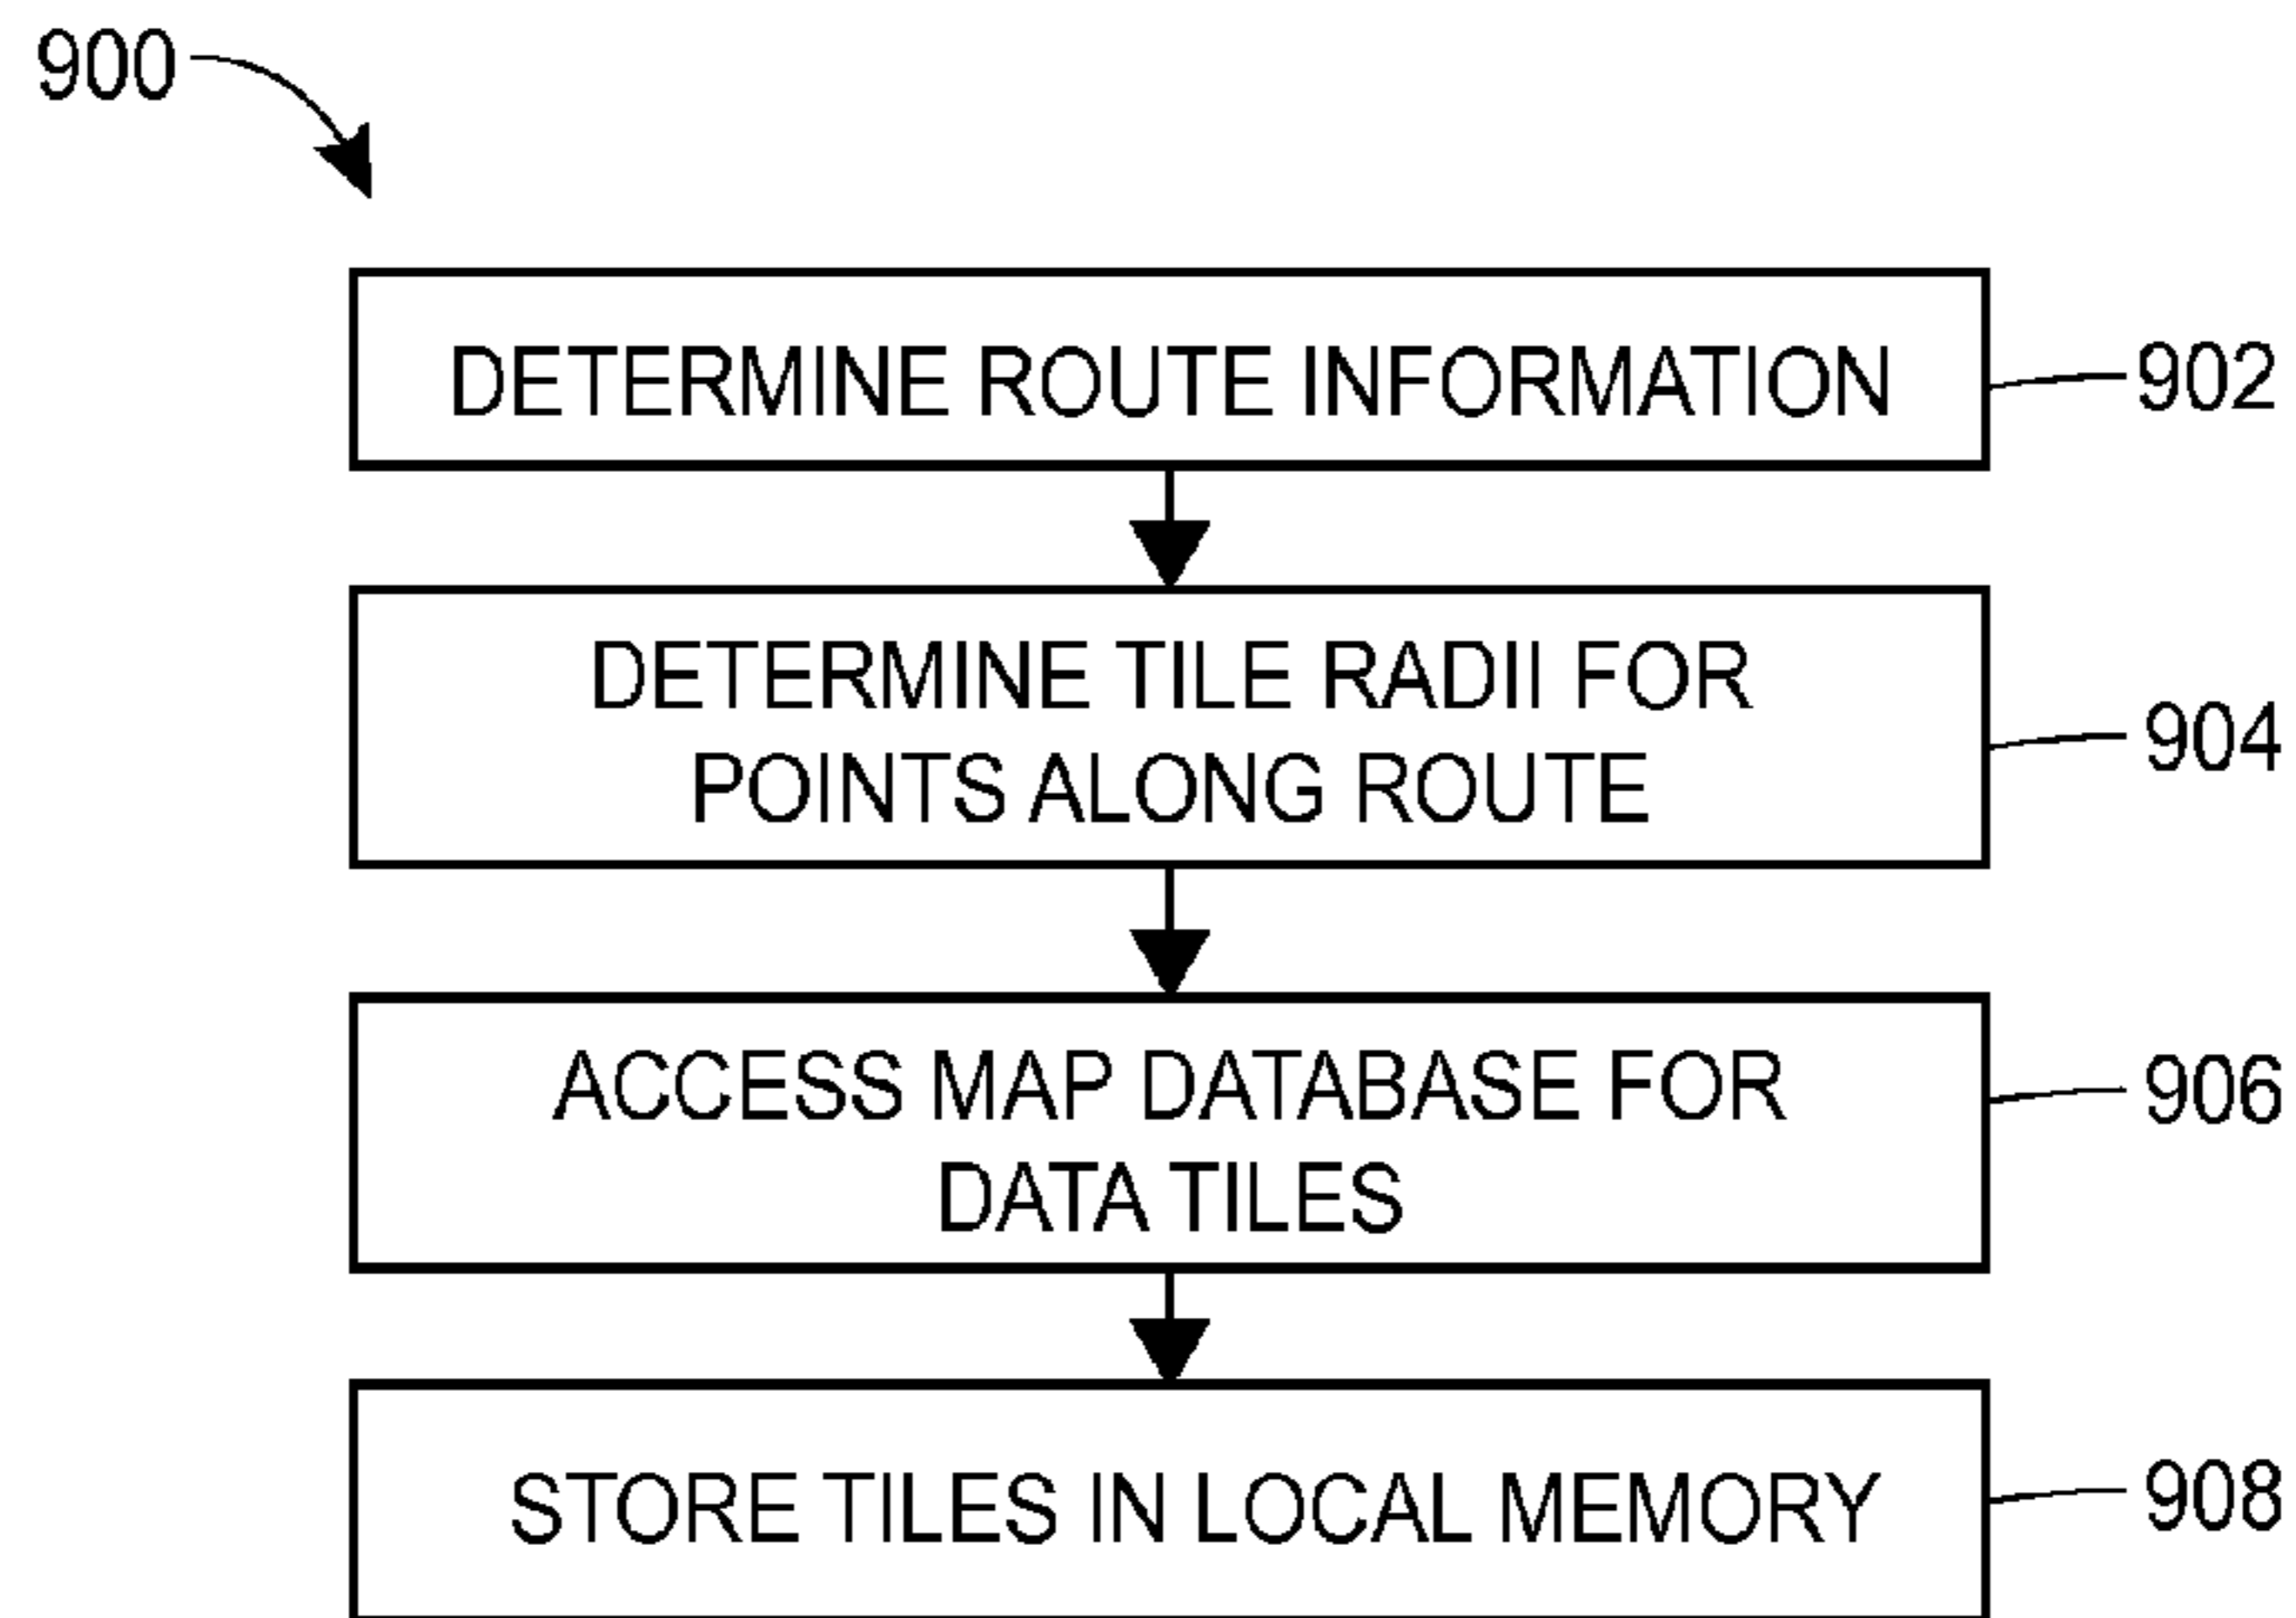 900
DETERMINE ROUTE INFORMATION
902
DETERMINE TILE RADII FOR
POINTS ALONG ROUTE
904
ACCESS MAP DATABASE FOR
DATA TILES
906
STORE TILES IN LOCAL MEMORY
908